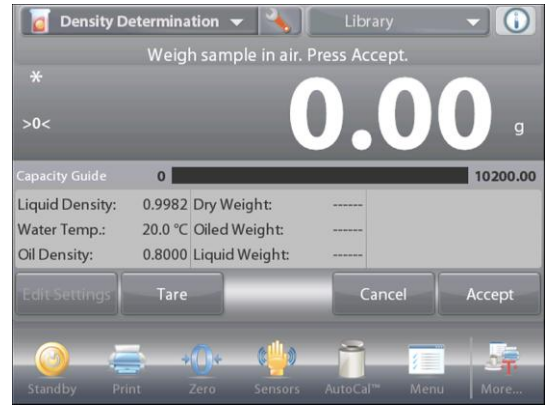 Density Determination Library
Weigh sample in air. Press Accept.
*
>0<
0.00 g
Capacity Guide 0 10200.00
Liquid Density: 0.9982 Dry Weight: ------
Water Temp.: 20.0 °C Oiled Weight: ------
Oil Density: 0.8000 Liquid Weight: ------
Edit Settings Tare Cancel Accept
Standby Print Zero Sensors AutoCal™ Menu More...